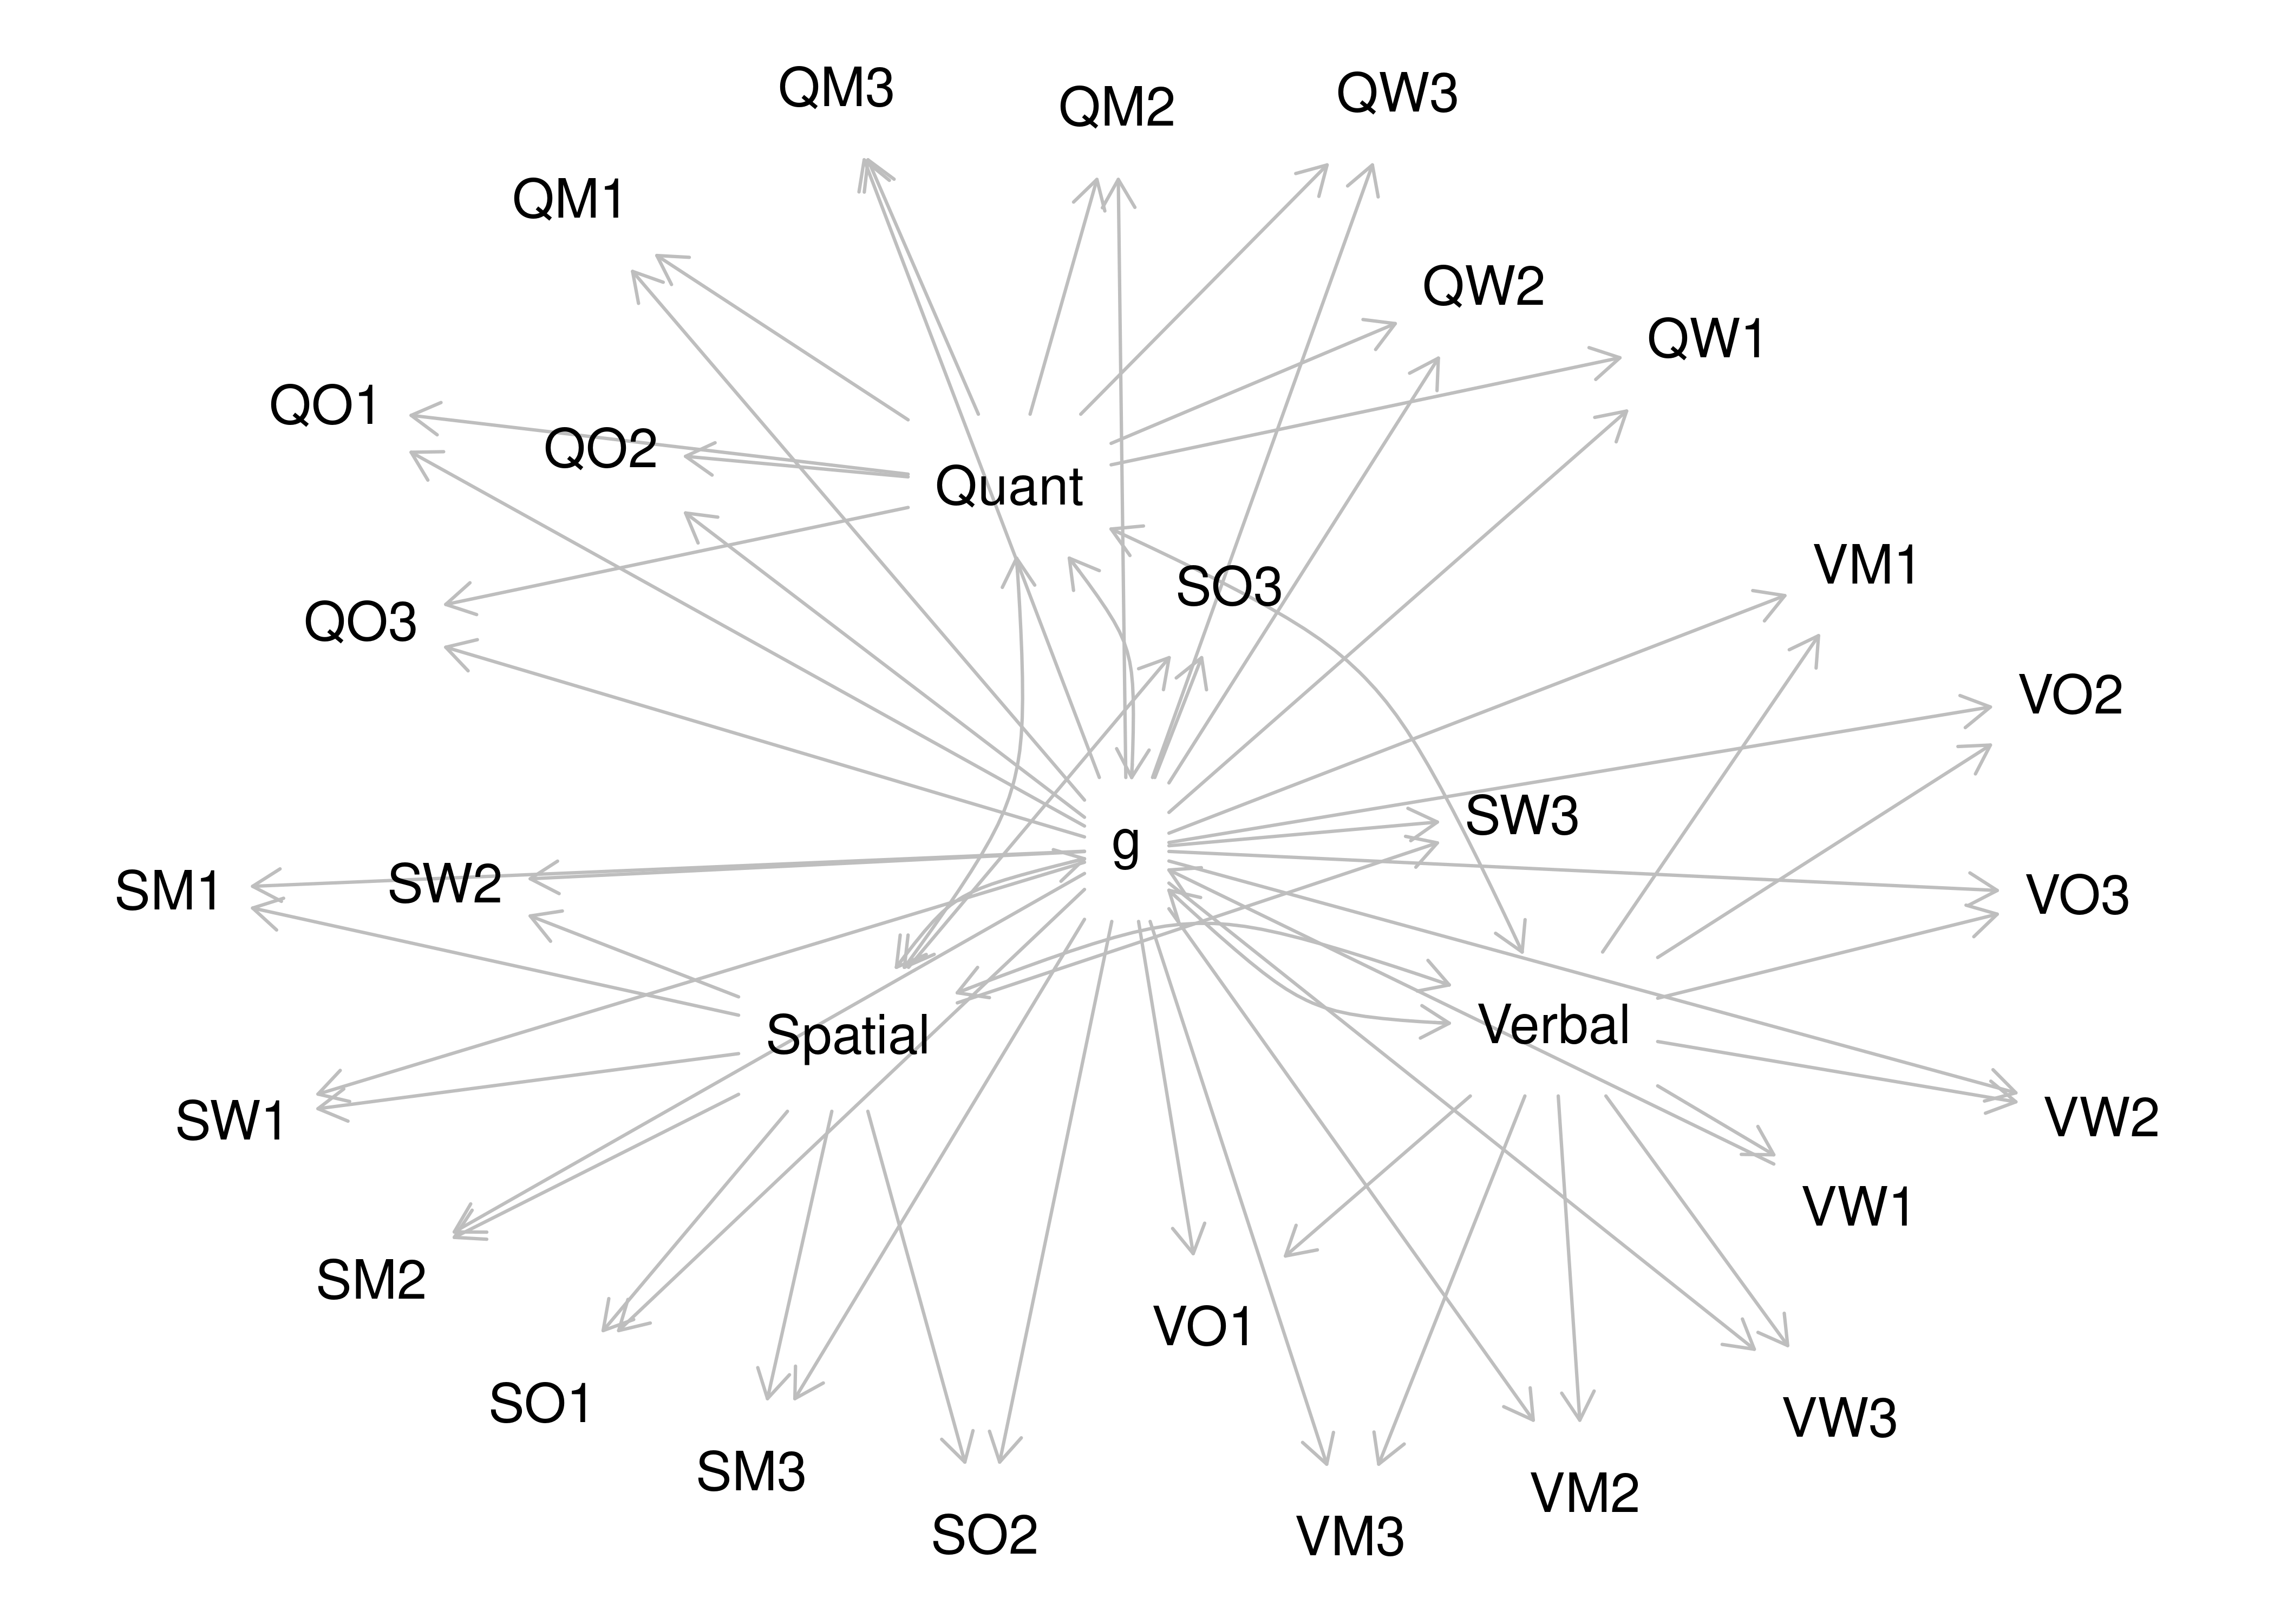 QM3
QM2
QW3
QM1
QW2
QW1
QO1
QO2
Quant
VM1
SO3
QO3
VO2
SW3
g
SW2
SM1
VO3
Verbal
Spatial
SW1
VW2
VW1
SM2
VO1
SO1
VW3
SM3
VM2
SO2
VM3